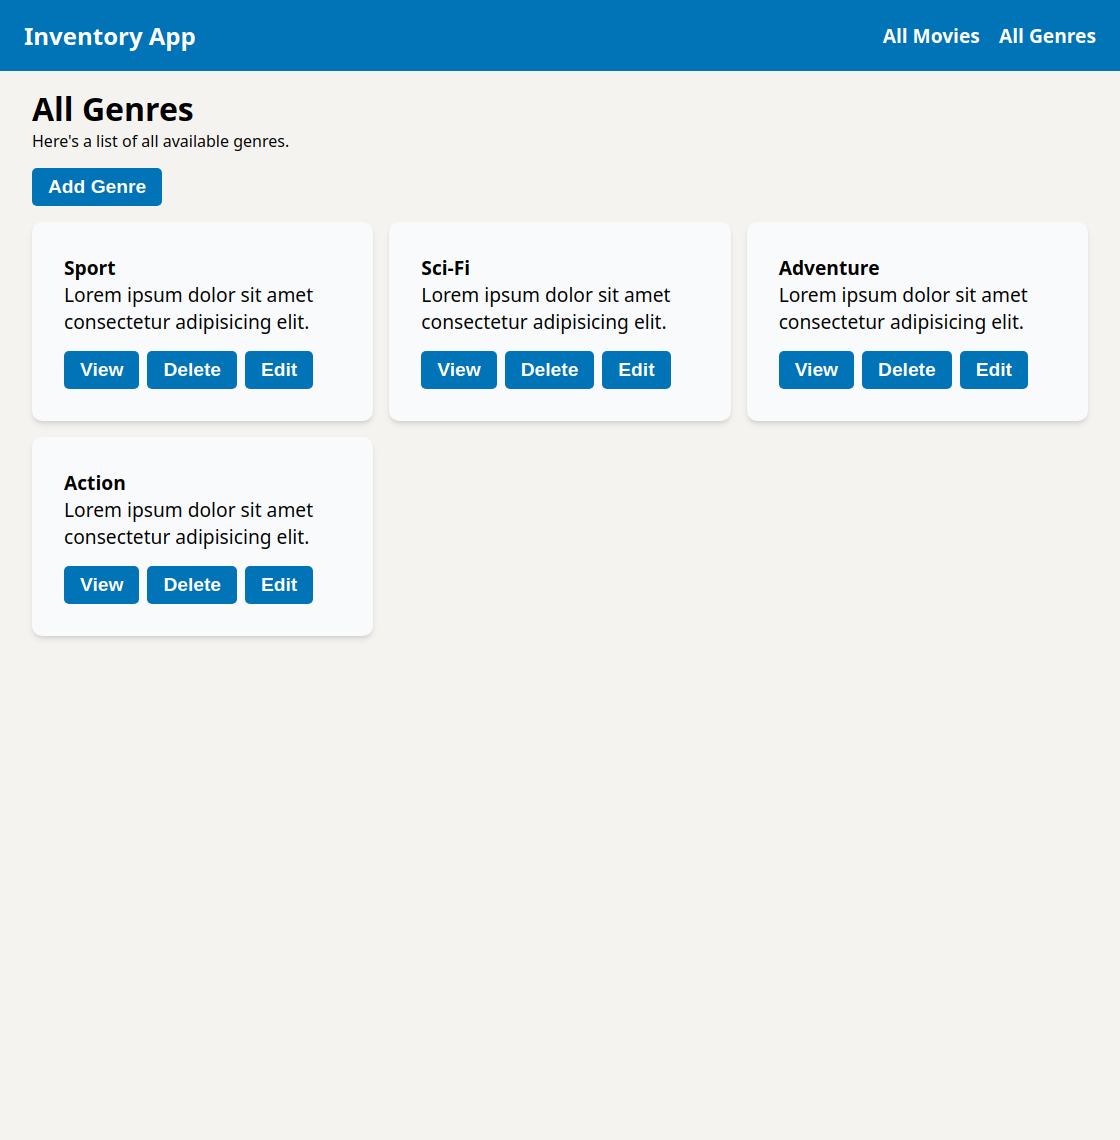 Inventory App
All Movies
All Genres
All Genres
Here's a list of all available genres.
Add Genre
Sport
Lorem ipsum dolor sit amet
consectetur adipisicing elit.
View
Delete
Edit
Sci-Fi
Lorem ipsum dolor sit amet
consectetur adipisicing elit.
View
Delete
Edit
Adventure
Lorem ipsum dolor sit amet
consectetur adipisicing elit.
View
Delete
Edit
Action
Lorem ipsum dolor sit amet
consectetur adipisicing elit.
View
Delete
Edit